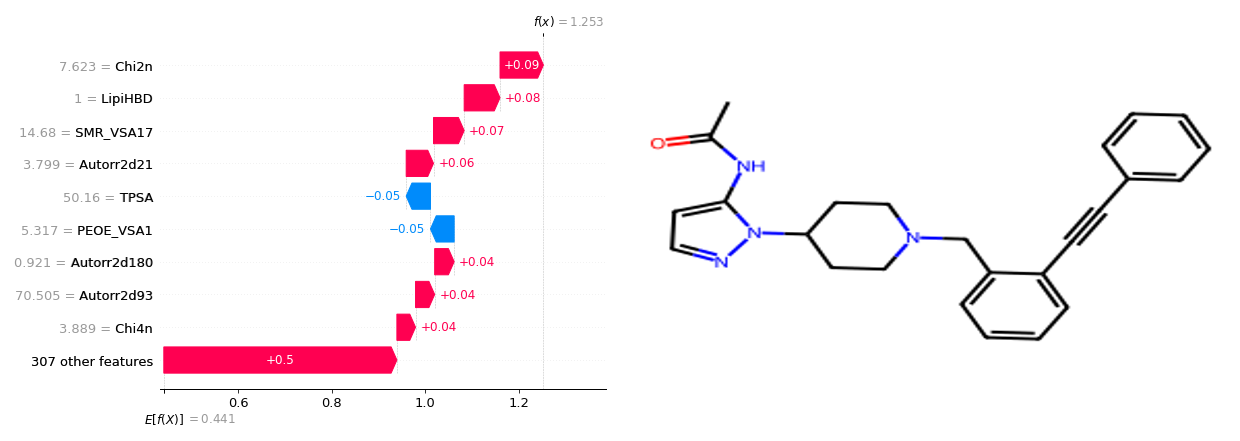 f(x) = 1.253
7.623 = Chi2n
+0.09
1 = LipiHBD
+0.08
14.68 = SMR_VSA17
+0.07
3.799 = Autorr2d21
+0.06
50.16 = TPSA
−0.05
5.317 = PEOE_VSA1
−0.05
0.921 = Autorr2d180
+0.04
70.505 = Autorr2d93
+0.04
3.889 = Chi4n
+0.04
307 other features
+0.5
0.6 0.8 1.0 1.2
E[f(X)] = 0.441
O
NH
N
N
N